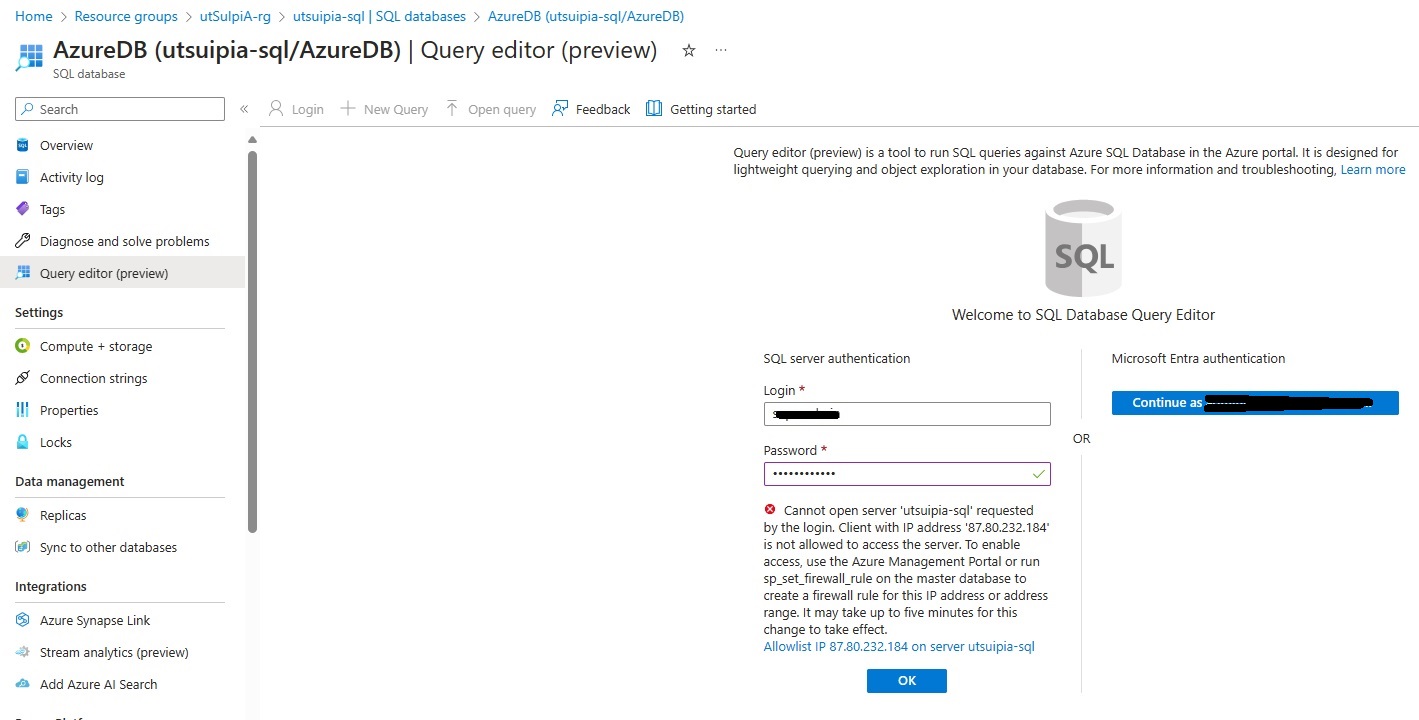 Home > Resource groups > utSulpiA-rg > utsuipia-sql | SQL databases > AzureDB (utsuipia-sql/AzureDB)
AzureDB (utsuipia-sql/AzureDB) | Query editor (preview)
SQL database
Search
Login
New Query
Open query
Feedback
Getting started
Overview
Activity log
Tags
Diagnose and solve problems
Query editor (preview)
Settings
Compute + storage
Connection strings
Properties
Locks
Data management
Replicas
Sync to other databases
Integrations
Azure Synapse Link
Stream analytics (preview)
Add Azure AI Search
Query editor (preview) is a tool to run SQL queries against Azure SQL Database in the Azure portal. It is designed for
lightweight querying and object exploration in your database. For more information and troubleshooting, Learn more
SQL
Welcome to SQL Database Query Editor
SQL server authentication
Login *
Password *
Cannot open server 'utsuipia-sql' requested
by the login. Client with IP address '87.80.232.184'
is not allowed to access the server. To enable
access, use the Azure Management Portal or run
sp_set_firewall_rule on the master database to
create a firewall rule for this IP address or address
range. It may take up to five minutes for this
change to take effect.
Allowlist IP 87.80.232.184 on server utsuipia-sql
OK
OR
Microsoft Entra authentication
Continue as